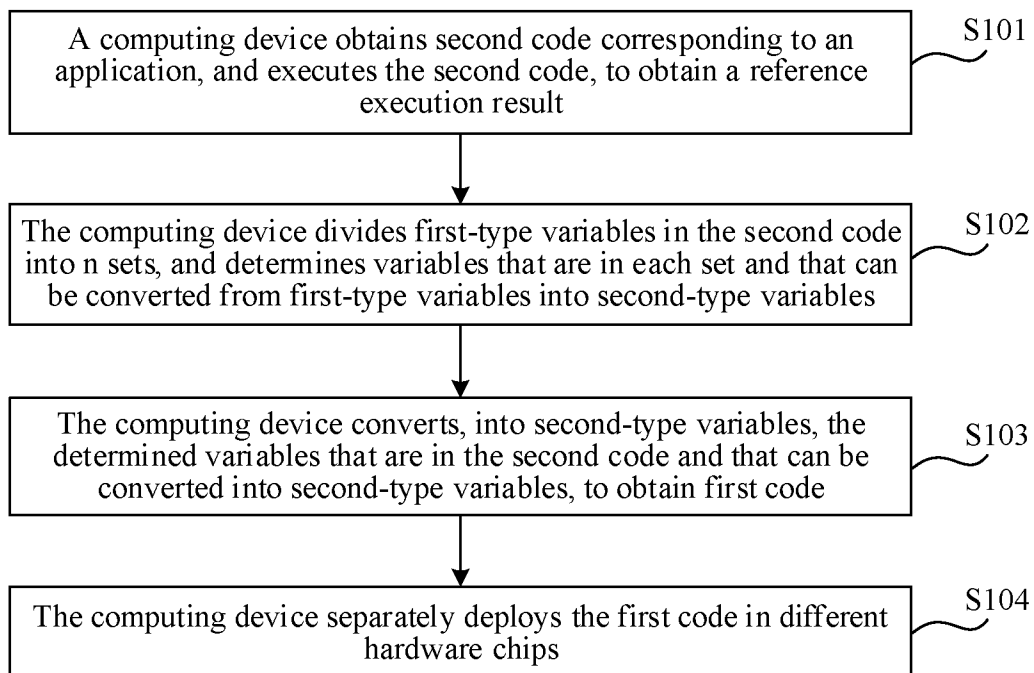 A computing device obtains second code corresponding to an
application, and executes the second code, to obtain a reference
execution result
S101
The computing device divides first-type variables in the second code
into n sets, and determines variables that are in each set and that can
be converted from first-type variables into second-type variables
S102
The computing device converts, into second-type variables, the
determined variables that are in the second code and that can be
converted into second-type variables, to obtain first code
S103
The computing device separately deploys the first code in different
hardware chips
S104